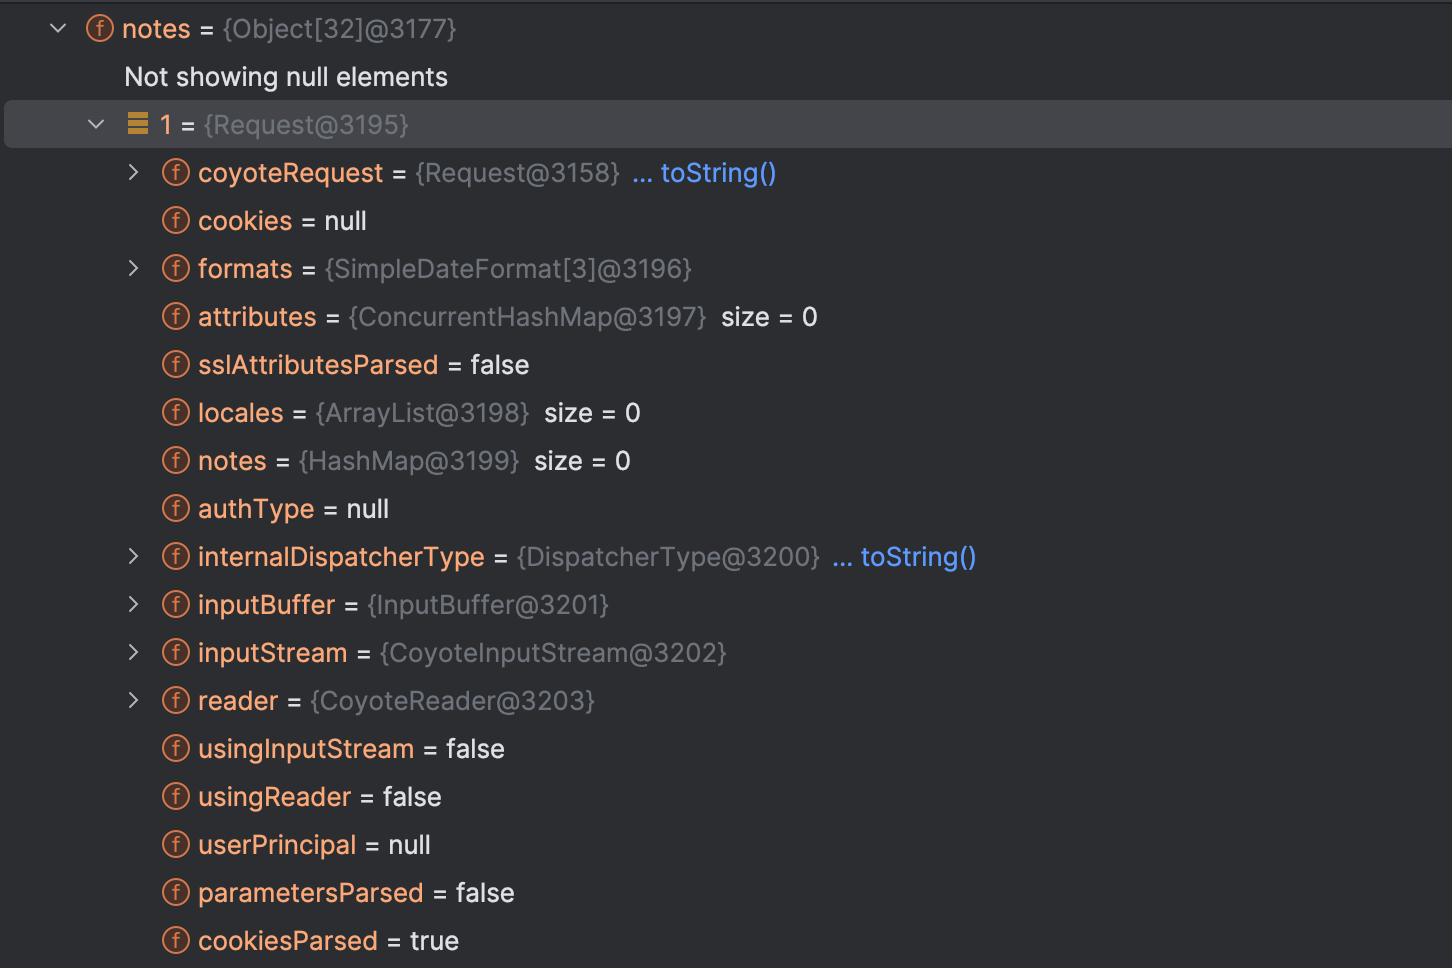 notes = {Object[32]@3177}
Not showing null elements
1 = {Request@3195}
coyoteRequest = {Request@3158} ... toString()
cookies = null
formats = {SimpleDateFormat[3]@3196}
attributes = {ConcurrentHashMap@3197} size = 0
sslAttributesParsed = false
locales = {ArrayList@3198} size = 0
notes = {HashMap@3199} size = 0
authType = null
internalDispatcherType = {DispatcherType@3200} ... toString()
inputBuffer = {InputBuffer@3201}
inputStream = {CoyoteInputStream@3202}
reader = {CoyoteReader@3203}
usingInputStream = false
usingReader = false
userPrincipal = null
parametersParsed = false
cookiesParsed = true